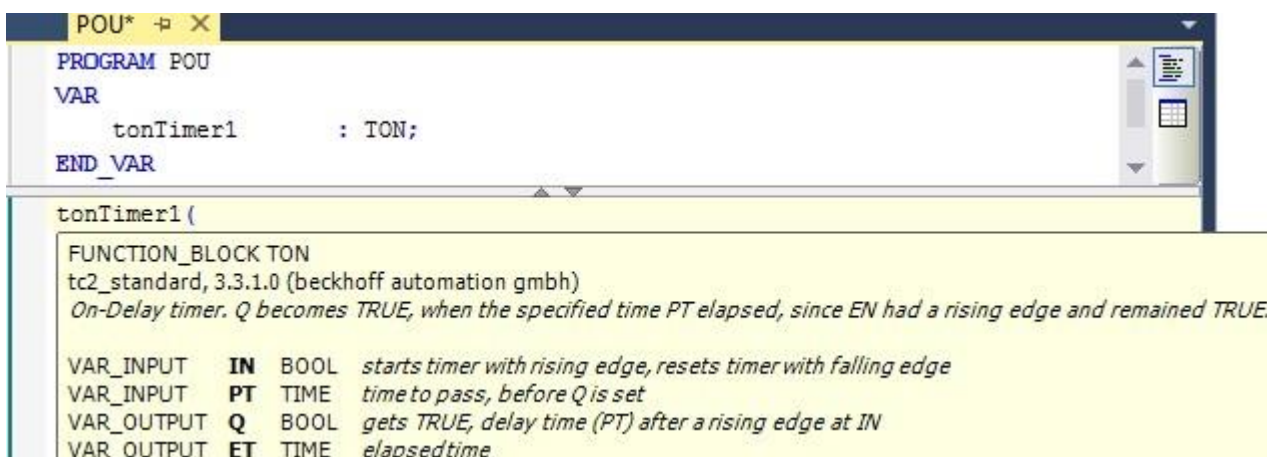 POU*
PROGRAM POU
VAR
tonTimer1 : TON;
END_VAR
tonTimer1(
FUNCTION_BLOCK TON
tc2_standard, 3.3.1.0 (beckhoff automation gmbh)
On-Delay timer. Q becomes TRUE, when the specified time PT elapsed, since EN had a rising edge and remained TRUE.
VAR_INPUT IN BOOL starts timer with rising edge, resets timer with falling edge
VAR_INPUT PT TIME time to pass, before Q is set
VAR_OUTPUT Q BOOL gets TRUE, delay time (PT) after a rising edge at IN
VAR_OUTPUT ET TIME elapsed time